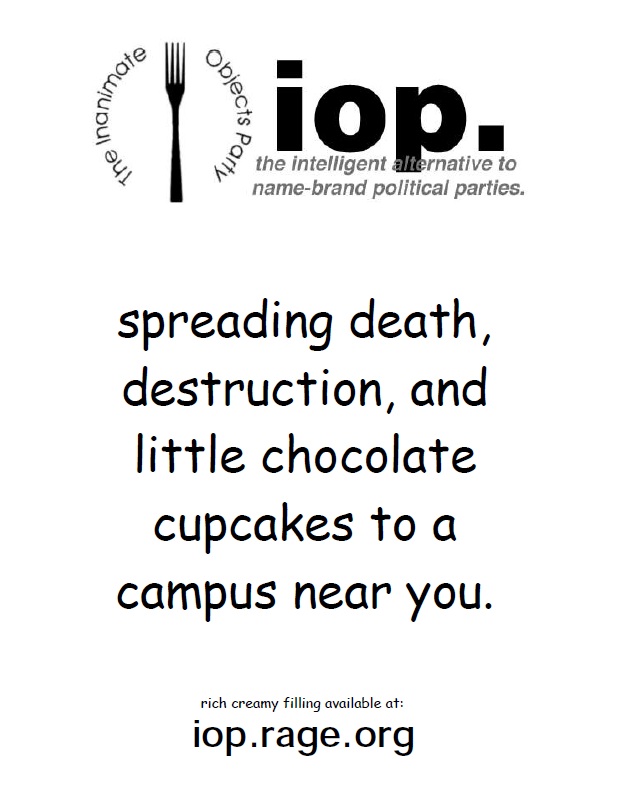 The Inanimate
Objects Party
iop.
the intelligent alternative to
name-brand political parties.
spreading death,
destruction, and
little chocolate
cupcakes to a
campus near you.
rich creamy filling available at:
iop.rage.org